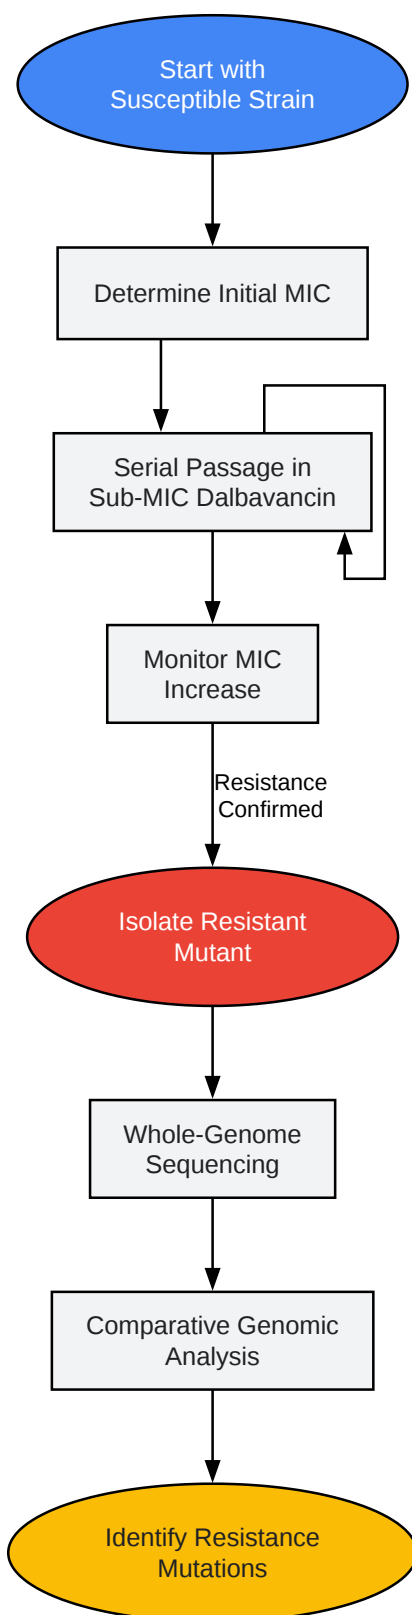 Start with
Susceptible Strain
Determine Initial MIC
Serial Passage in
Sub-MIC Dalbavancin
Monitor MIC
Increase
Resistance
Confirmed
Isolate Resistant
Mutant
Whole-Genome
Sequencing
Comparative Genomic
Analysis
Identify Resistance
Mutations